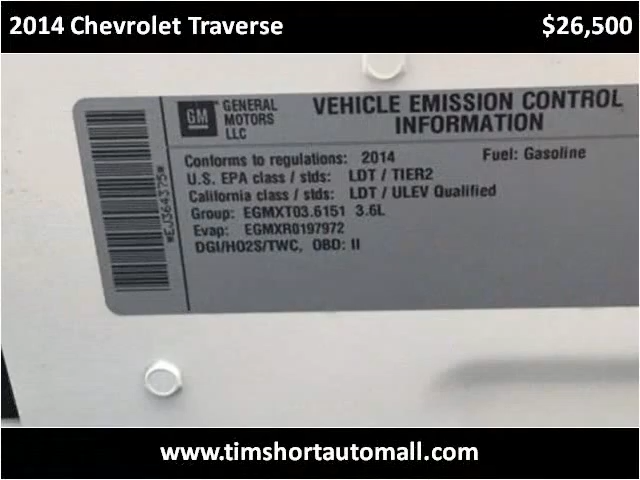 2014 Chevrolet Traverse $26,500
GM GENERAL MOTORS LLC
VEHICLE EMISSION CONTROL INFORMATION
Conforms to regulations: 2014 Fuel: Gasoline
U.S. EPA class / stds: LDT / TIER2
California class / stds: LDT / ULEV Qualified
Group: EGMXT03.6151 3.6L
Evap: EGMXR0197972
DGI/HO2S/TWC, OBD: II
*EJ364375*
www.timshortautomall.com